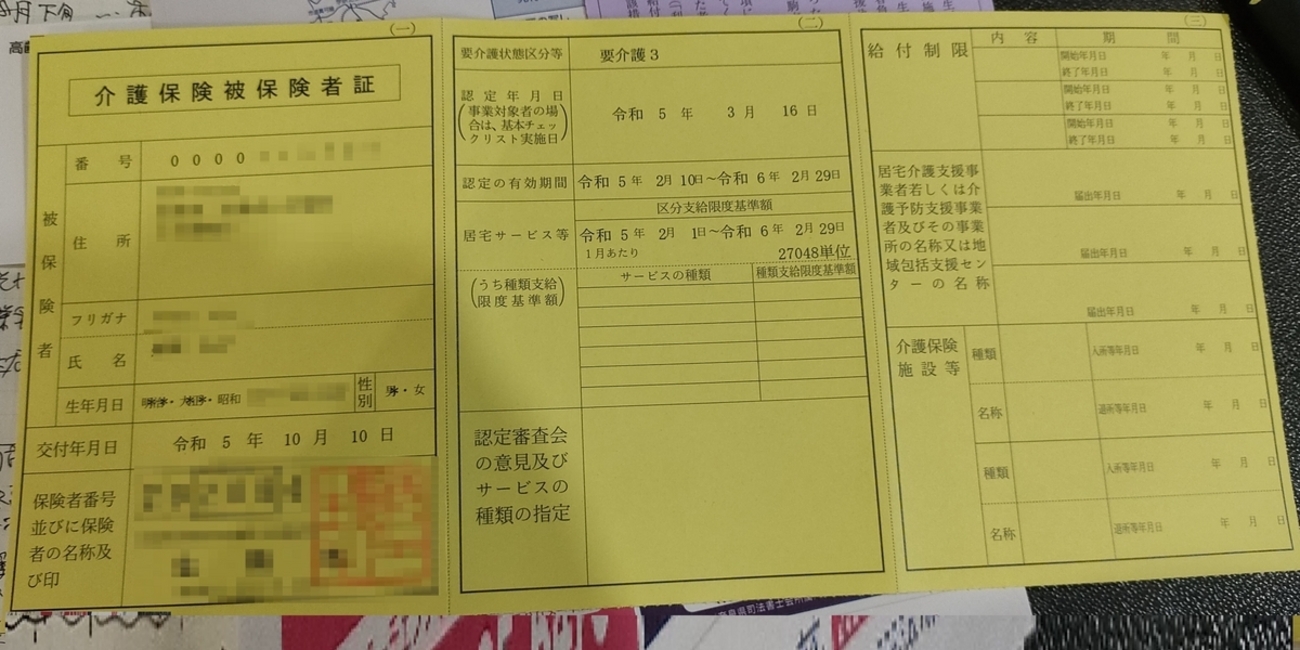 (一)
介護保険被保険者証
被保険者
番号
0000
住所
フリガナ
氏名
生年月日
明治・大正・昭和
性別
男・女
交付年月日
令和 5 年 10 月 10 日
保険者番号
並びに保険
者の名称及
び印
(二)
要介護状態区分等
要介護3
認定年月日
(事業対象者の場
合は、基本チェッ
クリスト実施日)
令和 5 年 3 月 16 日
認定の有効期間
令和 5年 2月 10日~令和 6年 2月 29日
居宅サービス等
区分支給限度基準額
令和 5年 2月 1日~令和 6年 2月 29日
1月あたり
27048単位
(うち種類支給
限度基準額)
サービスの種類
種類支給限度基準額
認定審査会
の意見及び
サービスの
種類の指定
(三)
給付制限
内容
期間
開始年月日 年 月 日
終了年月日 年 月 日
開始年月日 年 月 日
終了年月日 年 月 日
開始年月日 年 月 日
終了年月日 年 月 日
居宅介護支援事
業者若しくは介
護予防支援事業
者及びその事業
所の名称又は地
域包括支援セン
ターの名称
届出年月日 年 月 日
届出年月日 年 月 日
届出年月日 年 月 日
介護保険
施設等
種類
入所等年月日 年 月 日
名称
退所等年月日 年 月 日
種類
入所等年月日 年 月 日
名称
退所等年月日 年 月 日